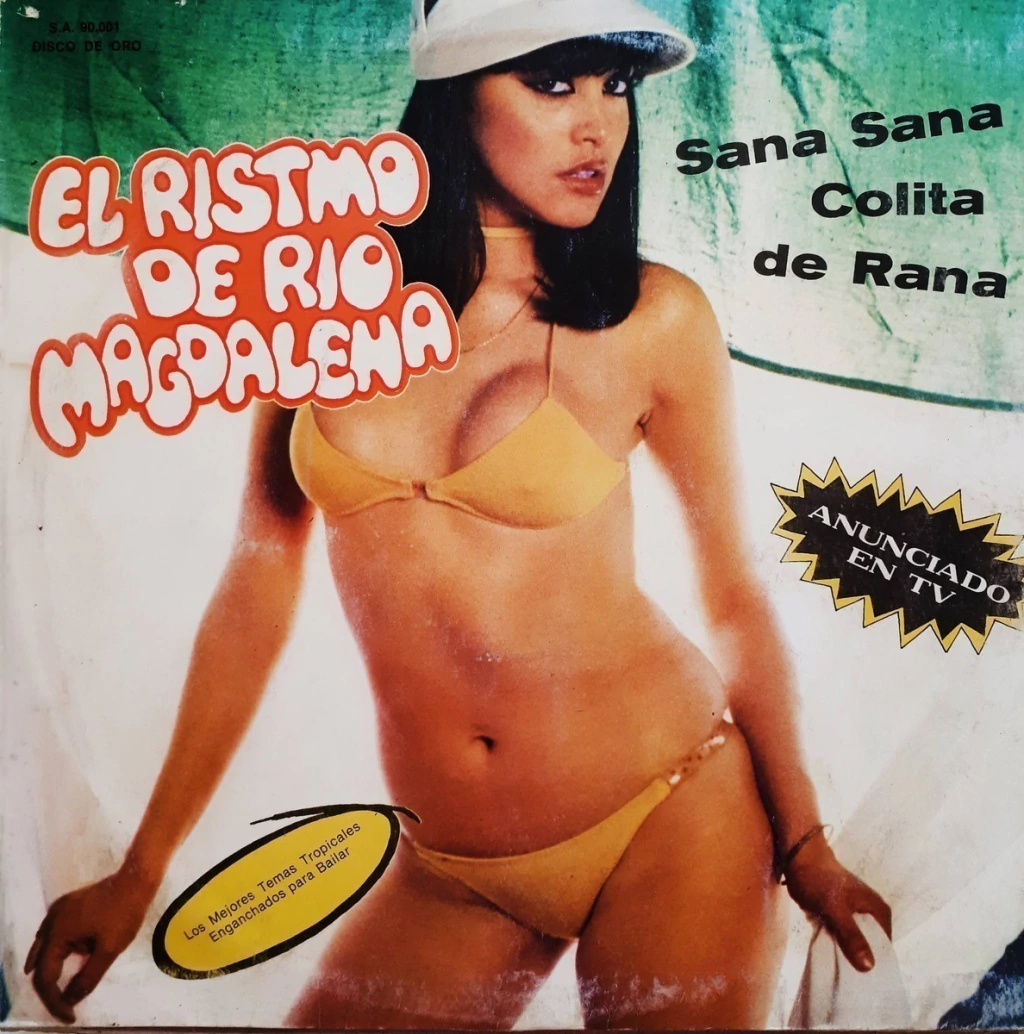 S.A. 90.001
DISCO DE ORO
EL RISTMO
DE RIO
MAGDALENA
Sana Sana
Colita
de Rana
ANUNCIADO
EN TV
Los Mejores Temas Tropicales
Enganchados para Bailar